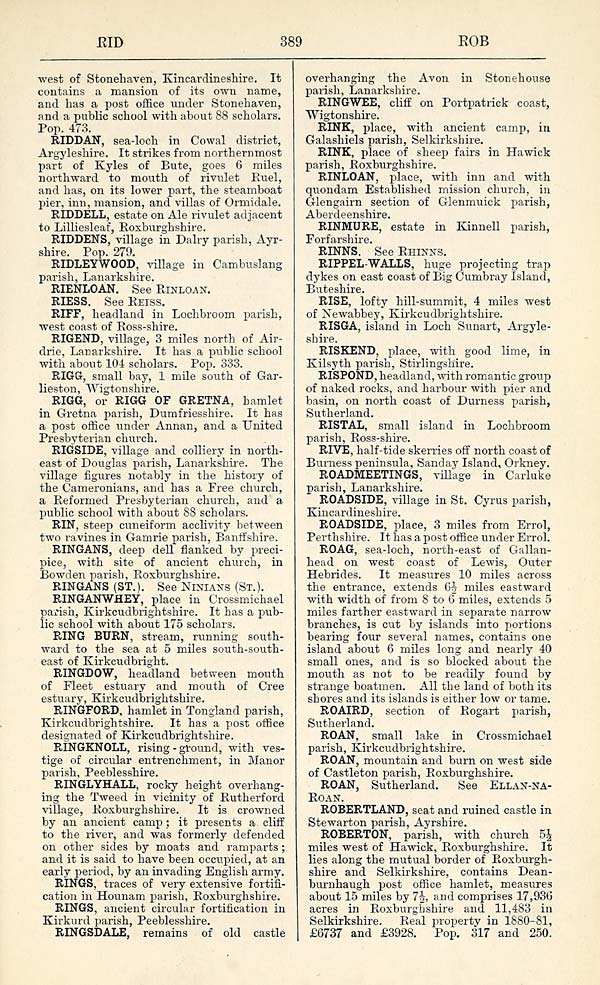 RID 389 ROB
west of Stonehaven, Kincardineshire. It
contains a mansion of its own name,
and has a post office under Stonehaven,
and a public school with about 88 scholars.
Pop. 473.
RIDDAN, sea-loch in Cowal district,
Argyleshire. It strikes from northernmost
part of Kyles of Bute, goes 6 miles
northward to mouth of rivulet Ruel,
and has, on its lower part, the steamboat
pier, inn, mansion, and villas of Ormidale.
RIDDELL, estate on Ale rivulet adjacent
to Lilliesleaf, Roxburghshire.
RIDDENS, village in Dalry parish, Ayr-
shire. Pop. 279.
RIDLEYWOOD, village in Cambuslang
parish, Lanarkshire.
RIENLOAN. See RINLOAN.
RIESS. See REISS.
RIFF, headland in Lochbroom parish,
west coast of Ross-shire.
RIGEND, village, 3 miles north of Air-
drie, Lanarkshire. It has a public school
with about 104 scholars. Pop. 333.
RIGG, small bay, 1 mile south of Gar-
lieston, Wigtonshire.
RIGG, or RIGG OF GRETNA, hamlet
in Gretna parish, Dumfriesshire. It has
a post office under Annan, and a United
Presbyterian church.
RIGSIDE, village and colliery in north-
east of Douglas parish, Lanarkshire. The
village figures notably in the history of
the Cameronians, and has a Free church,
a Reformed Presbyterian church, and a
public school with about 88 scholars.
RIN, steep cuneiform acclivity between
two ravines in Gamrie parish, Banffshire.
RINGANS, deep dell flanked by preci-
pice, with site of ancient church, in
Bowden parish, Roxburghshire.
RINGANS (ST.). See NINIANS (ST.).
RINGANWHEY, place in Crossmichael
parish, Kirkcudbrightshire. It has a pub-
lic school with about 175 scholars.
RING BURN, stream, running south-
ward to the sea at 5 miles south-south-
east of Kirkcudbright.
RINGDOW, headland between mouth
of Fleet estuary and mouth of Cree
estuary, Kirkcudbrightshire.
RINGFORD, hamlet in Tongland parish,
Kirkcudbrightshire. It has a post office
designated of Kirkcudbrightshire.
RINGKNOLL, rising-ground, with ves-
tige of circular entrenchment, in Manor
parish, Peeblesshire.
RINGLYHALL, rocky height overhang-
ing the Tweed in vicinity of Rutherford
village, Roxburghshire. It is crowned
by an ancient camp; it presents a cliff
to the river, and was formerly defended
on other sides by moats and ramparts;
and it is said to have been occupied, at an
early period, by an invading English army.
RINGS, traces of very extensive fortifi-
cation in Hounam parish, Roxburghshire.
RINGS, ancient circular fortification in
Kirkurd parish, Peeblesshire.
RINGSDALE, remains of old castle
overhanging the Avon in Stonehouse
parish, Lanarkshire.
RINGWEE, cliff on Portpatrick coast,
Wigtonshire.
RINK, place, with ancient camp, in
Galashiels parish, Selkirkshire.
RINK, place of sheep fairs in Hawick
parish, Roxburghshire.
RINLOAN, place, with inn and with
quondam Established mission church, in
Glengairn section of Glenmuick parish,
Aberdeenshire.
RINMURE, estate in Kinnell parish,
Forfarshire.
RINNS. See RHINNS.
RIPPEL-WALLS, huge projecting trap
dykes on east coast of Big Cumbray Island,
Buteshire.
RISE, lofty hill-summit, 4 miles west
of Newabbey, Kirkcudbrightshire.
RISGA, island in Loch Sunart, Argyle-
shire.
RISKEND, place, with good lime, in
Kilsyth parish, Stirlingshire.
RISPOND, headland, with romantic group
of naked rocks, and harbour with pier and
basin, on north coast of Durness parish,
Sutherland.
RISTAL, small island in Lochbroom
parish, Ross-shire.
RIVE, half-tide skerries off north coast of
Burness peninsula, Sanday Island, Orkney.
ROADMEETINGS, village in Carluke
parish, Lanarkshire.
ROADSIDE, village in St. Cyrus parish,
Kincardineshire.
ROADSIDE, place, 3 miles from Errol,
Perthshire. It has a post office under Errol.
ROAG, sea-loch, north-east of Gallan-
head on west coast of Lewis, Outer
Hebrides. It measures 10 miles across
the entrance, extends 6½ miles eastward
with width of from 8 to 6 miles, extends 5
miles farther eastward in separate narrow
branches, is cut by islands into portions
bearing four several names, contains one
island about 6 miles long and nearly 40
small ones, and is so blocked about the
mouth as not to be readily found by
strange boatmen. All the land of both its
shores and its islands is either low or tame.
ROAIRD, section of Rogart parish,
Sutherland.
ROAN, small lake in Crossmichael
parish, Kirkcudbrightshire.
ROAN, mountain and burn on west side
of Castleton parish, Roxburghshire.
ROAN, Sutherland. See ELLAN-NA-
ROAN.
ROBERTLAND, seat and ruined castle in
Stewarton parish, Ayrshire.
ROBERTON, parish, with church 5½
miles west of Hawick, Roxburghshire. It
lies along the mutual border of Roxburgh-
shire and Selkirkshire, contains Dean-
burnhaugh post office hamlet, measures
about 15 miles by 7½, and comprises 17,936
acres in Roxburghshire and 11,483 in
Selkirkshire. Real property in 1880-81,
£6737 and £3928. Pop. 317 and 250.